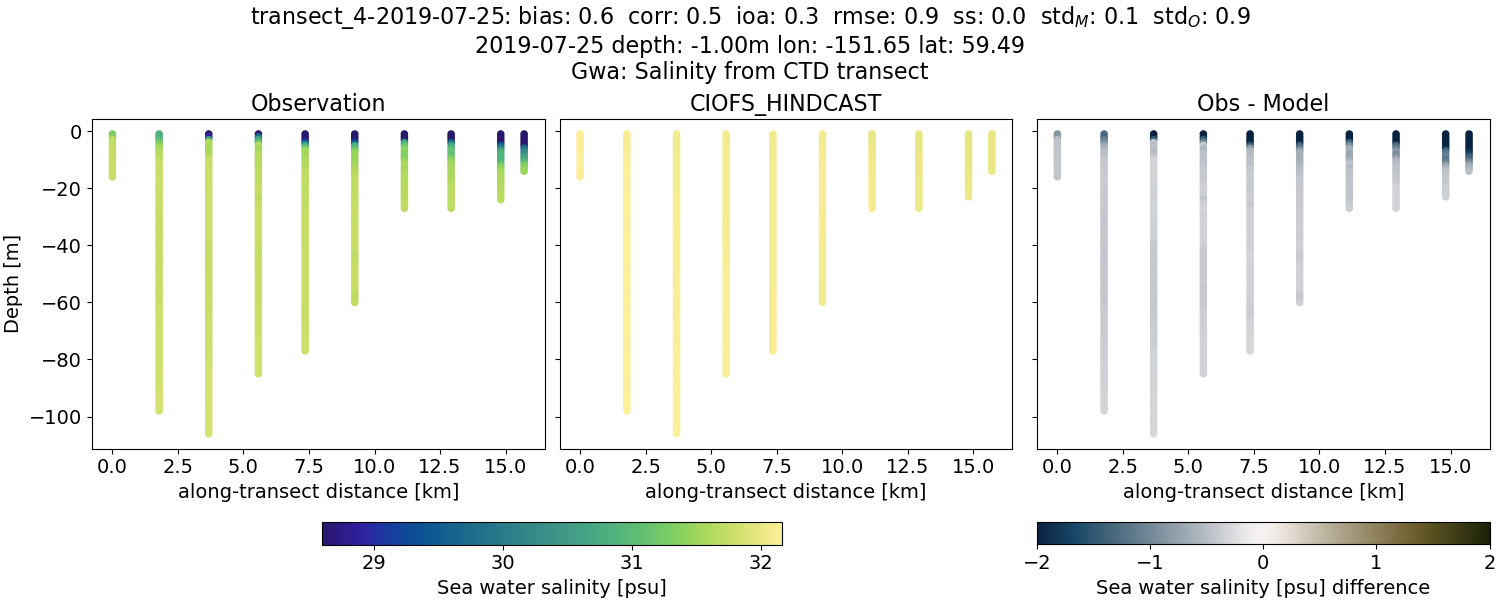 transect_4-2019-07-25: bias: 0.6 corr: 0.5 ioa: 0.3 rmse: 0.9 ss: 0.0 std_M: 0.1 std_O: 0.9
2019-07-25 depth: -1.00m lon: -151.65 lat: 59.49
Gwa: Salinity from CTD transect
Observation
CIOFS_HINDCAST
Obs - Model
Depth [m]
0
−20
−40
−60
−80
−100
0.0 2.5 5.0 7.5 10.0 12.5 15.0
0.0 2.5 5.0 7.5 10.0 12.5 15.0
0.0 2.5 5.0 7.5 10.0 12.5 15.0
along-transect distance [km]
along-transect distance [km]
along-transect distance [km]
29 30 31 32
Sea water salinity [psu]
−2 −1 0 1 2
Sea water salinity [psu] difference